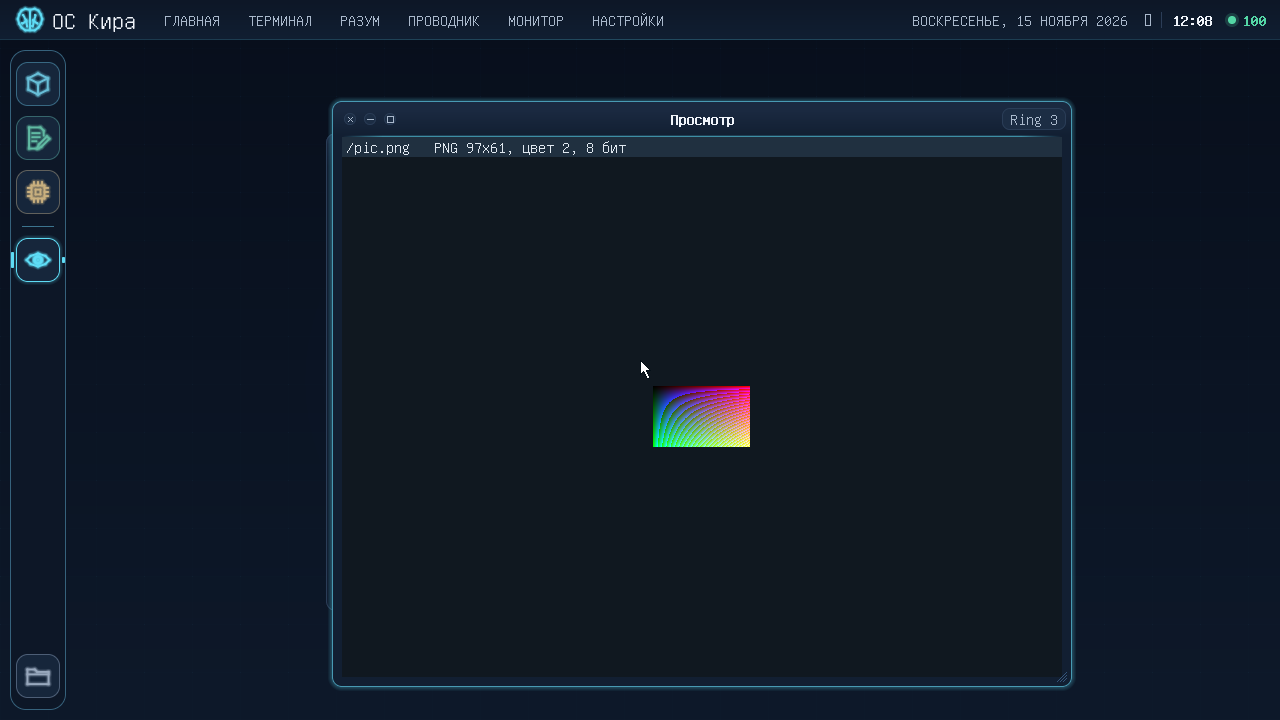 ОС Кира ГЛАВНАЯ ТЕРМИНАЛ РАЗУМ ПРОВОДНИК МОНИТОР НАСТРОЙКИ ВОСКРЕСЕНЬЕ, 15 НОЯБРЯ 2026 12:08 100
Просмотр Ring 3
/pic.png PNG 97x61, цвет 2, 8 бит